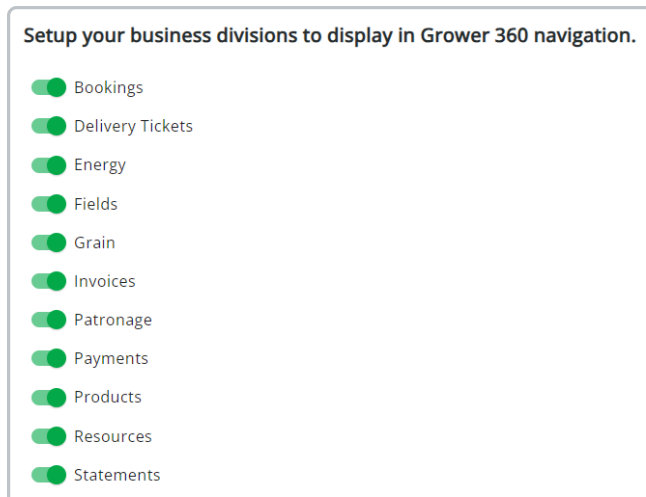 Setup your business divisions to display in Grower 360 navigation.
Bookings
Delivery Tickets
Energy
Fields
Grain
Invoices
Patronage
Payments
Products
Resources
Statements